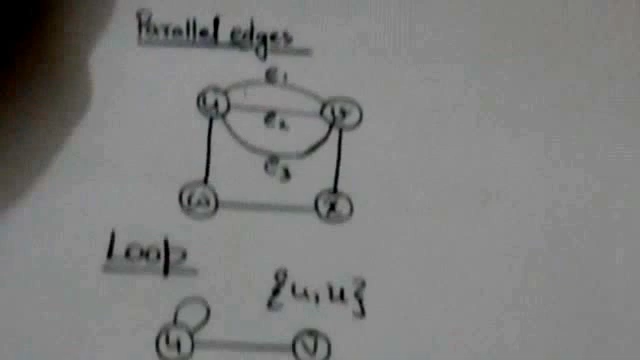 Parallel edges
e1
u v
e2
e3
w x
Loop
{u,u}
u v